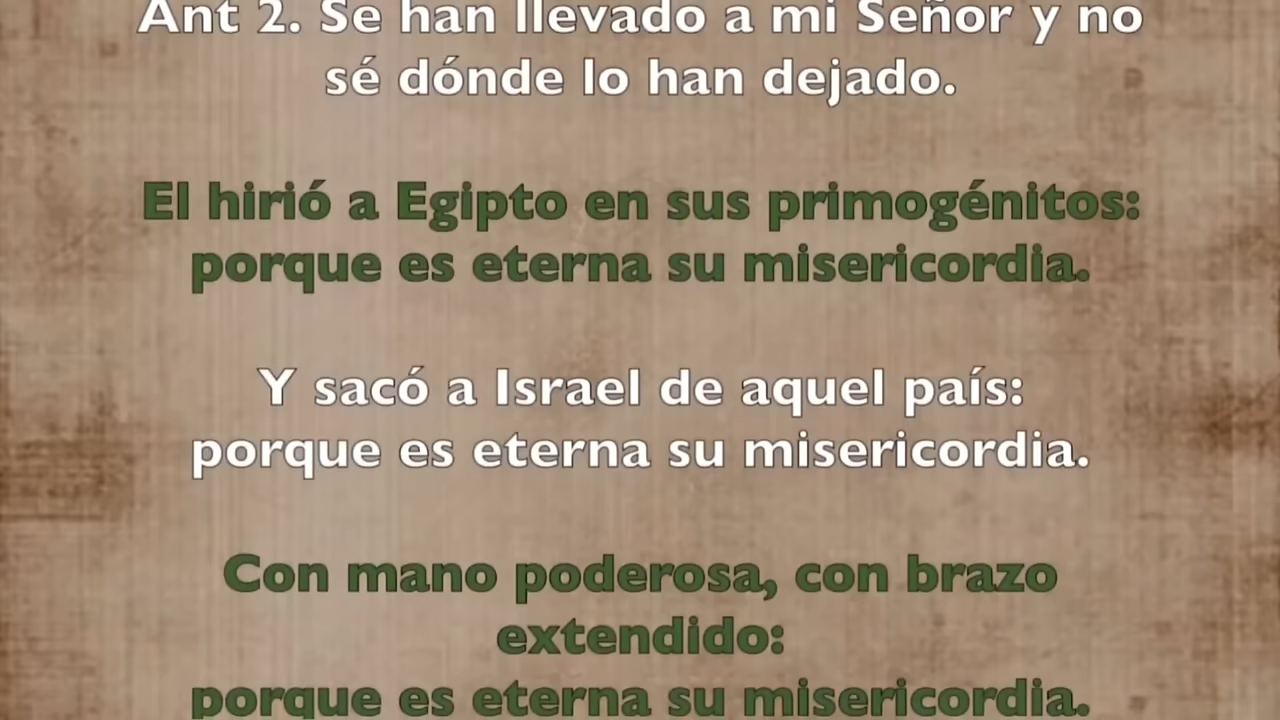 Ant 2. Se han llevado a mi Señor y no
sé dónde lo han dejado.
El hirió a Egipto en sus primogénitos:
porque es eterna su misericordia.
Y sacó a Israel de aquel país:
porque es eterna su misericordia.
Con mano poderosa, con brazo
extendido:
porque es eterna su misericordia.